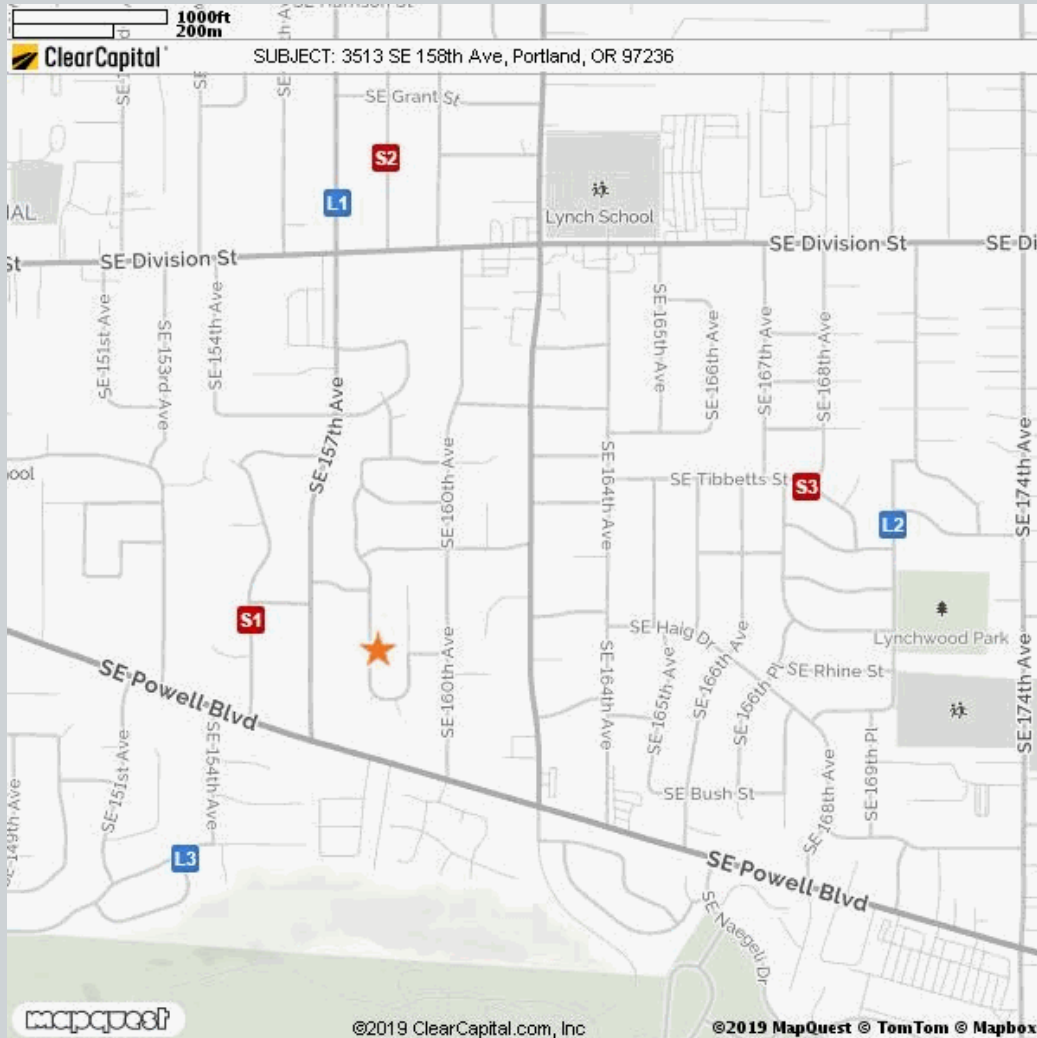 1000ft
200m
SE Harrison St
ClearCapital
SUBJECT: 3513 SE 158th Ave, Portland, OR 97236
SE Grant St
S2
L1
Lynch School
SE Division St
SE Division St
SE Di
St
SE 151st Ave
SE 153rd Ave
SE 154th Ave
SE 157th Ave
SE 165th Ave
SE 166th Ave
SE 167th Ave
SE 168th Ave
SE 174th Ave
ool
SE 160th Ave
SE 164th Ave
SE Tibbetts St
S3
L2
S1
SE Haig Dr
Lynchwood Park
SE Rhine St
SE Powell Blvd
SE 160th Ave
SE 164th Ave
SE 165th Ave
SE 166th Ave
SE 166th Pl
SE 174th Ave
SE 149th Ave
SE 151st Ave
SE 154th Ave
SE Bush St
SE 168th Ave
SE 169th Pl
L3
SE Powell Blvd
SE Naegeli Dr
mapquest
©2019 ClearCapital.com, Inc
©2019 MapQuest © TomTom © Mapbox